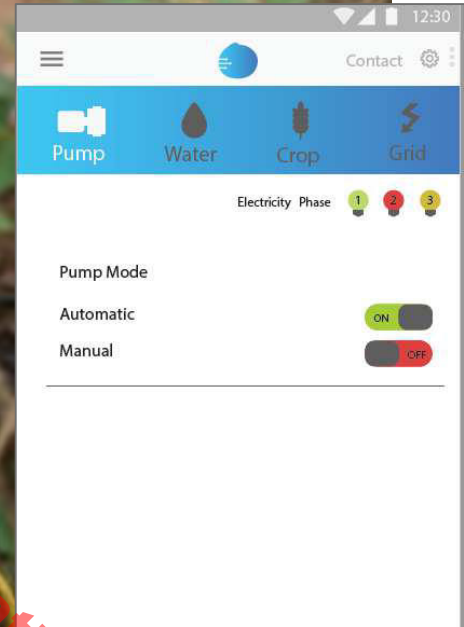 12:30
Contact
Pump Water Crop Grid
Electricity Phase 1 2 3
Pump Mode
Automatic ON
Manual OFF